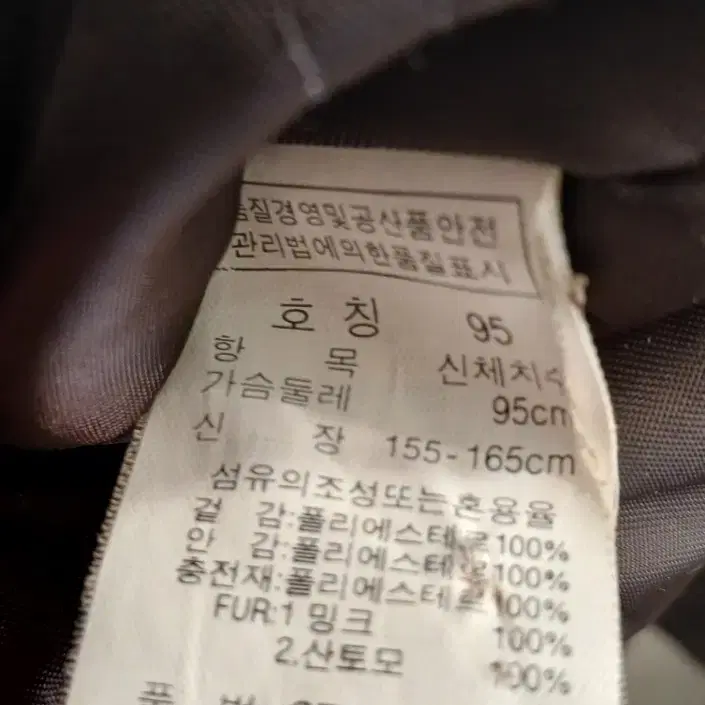 품질경영및공산품안전
관리법에의한품질표시
호 칭 95
항 목 신체치수
가슴둘레 95cm
신 장 155-165cm
섬유의조성또는혼용율
겉 감:폴리에스테르100%
안 감:폴리에스테르100%
충전재:폴리에스테르100%
FUR:1 밍크 100%
2.산토모 100%
품 번